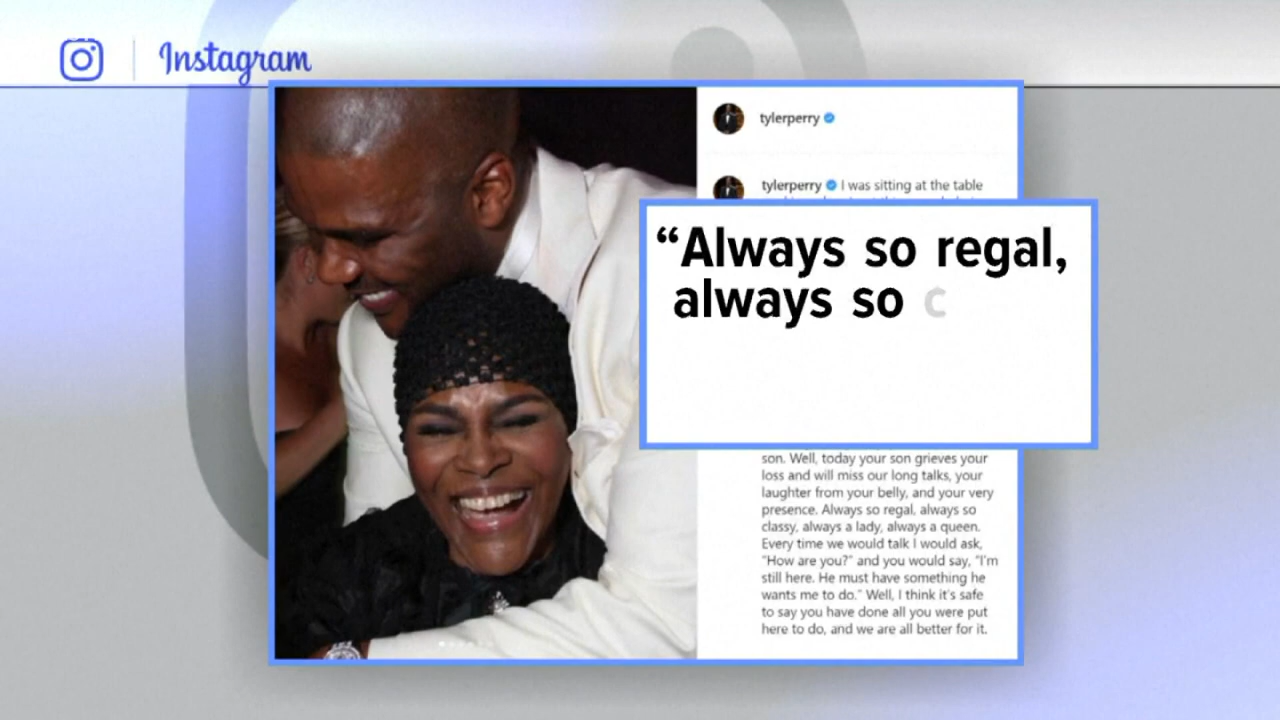 Instagram
tylerperry
tylerperry I was sitting at the table
“Always so regal,
always so c
son. Well, today your son grieves your
loss and will miss our long talks, your
laughter from your belly, and your very
presence. Always so regal, always so
classy, always a lady, always a queen.
Every time we would talk I would ask,
"How are you?" and you would say, "I'm
still here. He must have something he
wants me to do." Well, I think it's safe
to say you have done all you were put
here to do, and we are all better for it.